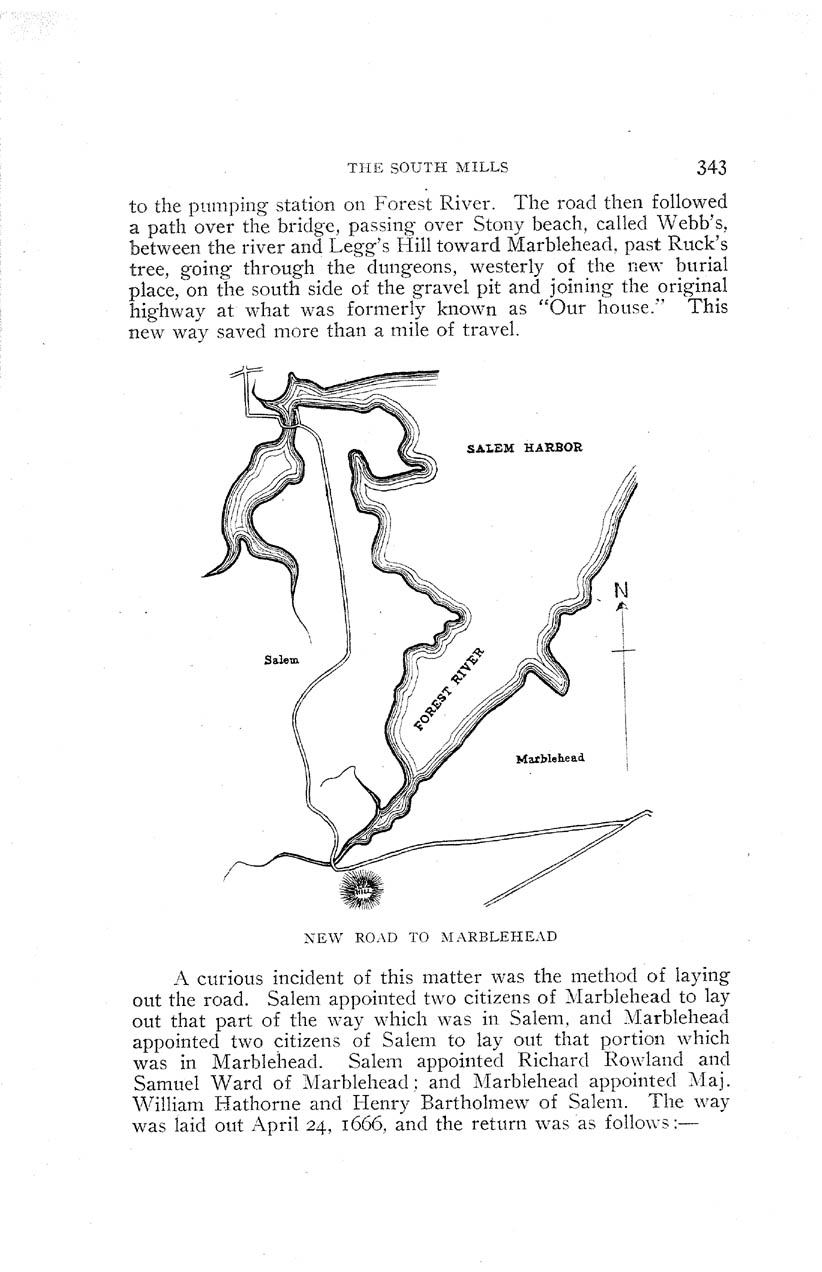 THE SOUTH MILLS 343
to the pumping station on Forest River. The road then followed
a path over the bridge, passing over Stony beach, called Webb's,
between the river and Legg's Hill toward Marblehead, past Ruck's
tree, going through the dungeons, westerly of the new burial
place, on the south side of the gravel pit and joining the original
highway at what was formerly known as "Our house." This
new way saved more than a mile of travel.
SALEM HARBOR
N
Salem
FOREST RIVER
Marblehead
HILL
NEW ROAD TO MARBLEHEAD
A curious incident of this matter was the method of laying
out the road. Salem appointed two citizens of Marblehead to lay
out that part of the way which was in Salem, and Marblehead
appointed two citizens of Salem to lay out that portion which
was in Marblehead. Salem appointed Richard Rowland and
Samuel Ward of Marblehead; and Marblehead appointed Maj.
William Hathorne and Henry Bartholmew of Salem. The way
was laid out April 24, 1666, and the return was as follows:—